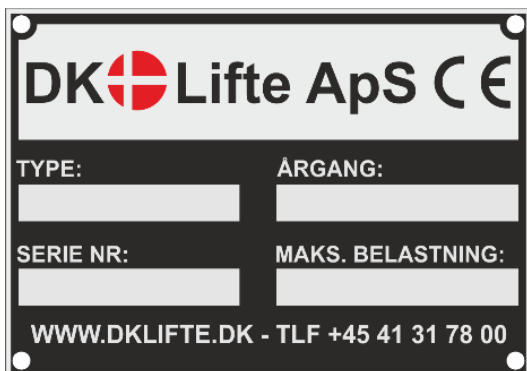 DK Lifte ApS CE
TYPE: ÅRGANG:
SERIE NR: MAKS. BELASTNING:
WWW.DKLIFTE.DK - TLF +45 41 31 78 00